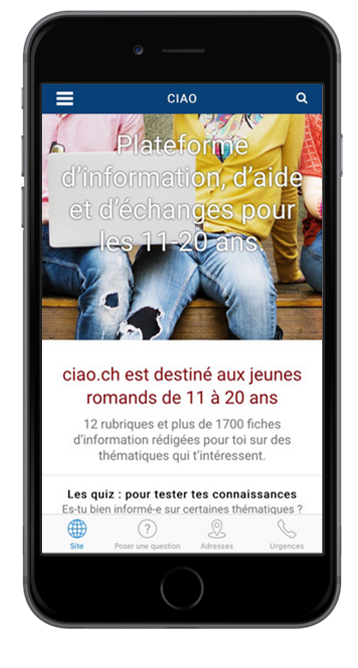 CIAO
Plateforme
d'information, d'aide
et d'échanges pour
les 11-20 ans.
ciao.ch est destiné aux jeunes
romands de 11 à 20 ans
12 rubriques et plus de 1700 fiches
d'information rédigées pour toi sur des
thématiques qui t'intéressent.
Les quiz : pour tester tes connaissances
Es-tu bien informé-e sur certaines thématiques ?
Site
Poser une question
Adresses
Urgences